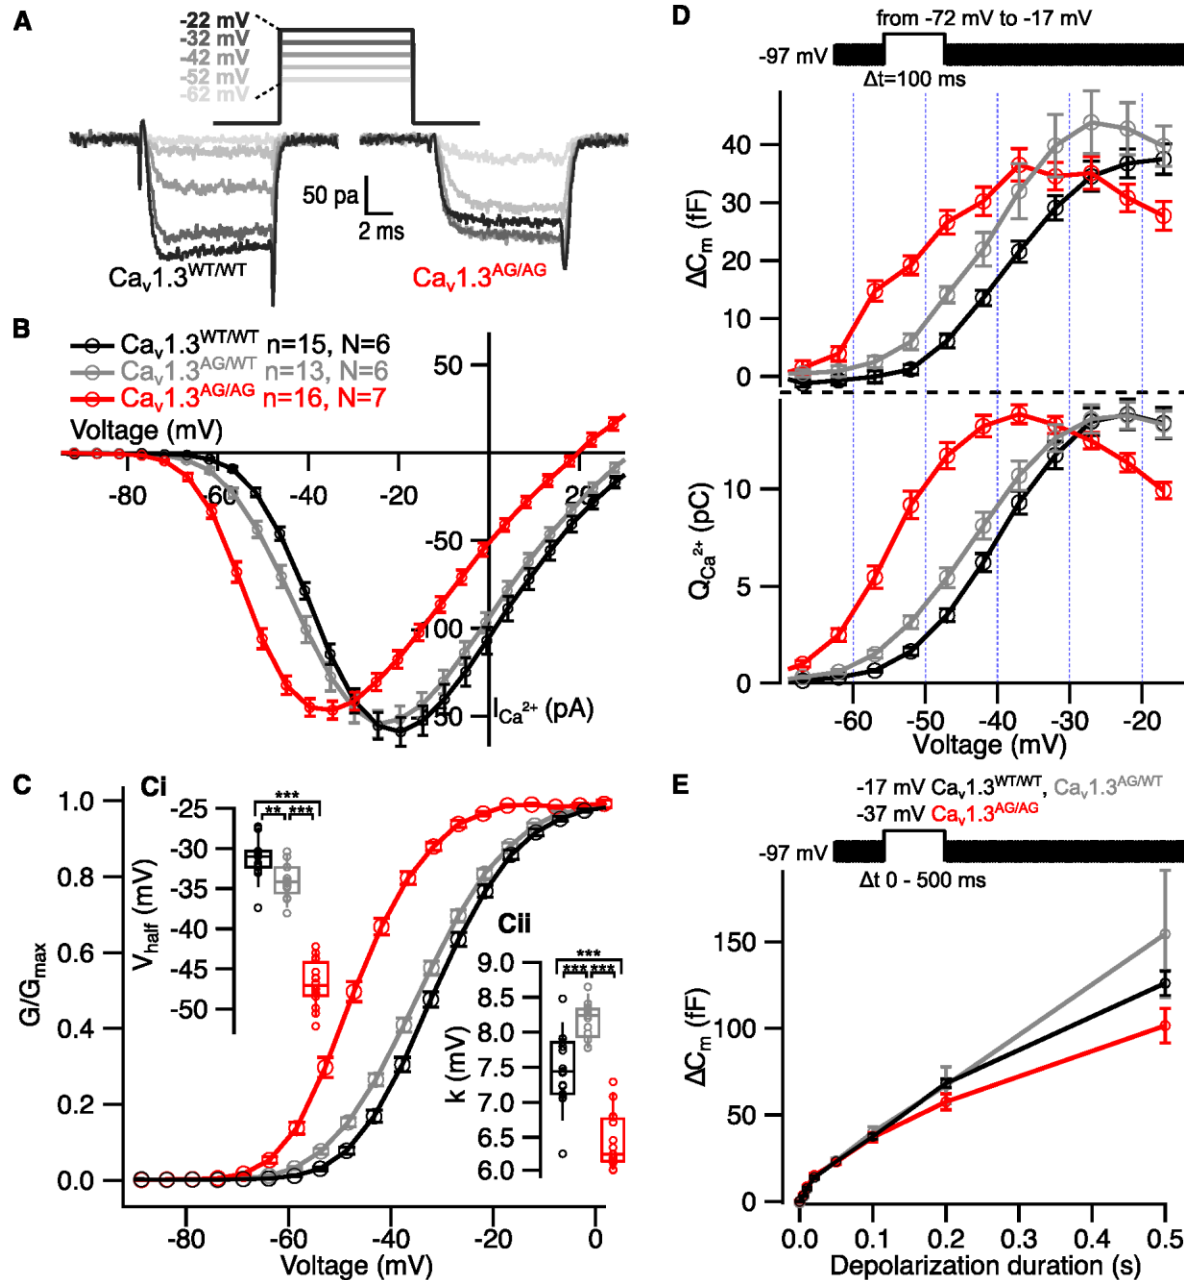 A
-22 mV
-32 mV
-42 mV
-52 mV
-62 mV
50 pa
2 ms
Cav1.3WT/WT
Cav1.3AG/AG
B
Cav1.3WT/WT n=15, N=6
Cav1.3AG/WT n=13, N=6
Cav1.3AG/AG n=16, N=7
Voltage (mV)
50
-80 -60 -40 -20 20
-50
-100
-150
ICa2+ (pA)
C
G/Gmax
1.0
0.8
0.6
0.4
0.2
0.0
-80 -60 -40 -20 0
Voltage (mV)
Ci
Vhalf (mV)
-25
-30
-35
-40
-45
-50
***
** ***
Cii
k (mV)
9.0
8.5
8.0
7.5
7.0
6.5
6.0
***
*** ***
D
from -72 mV to -17 mV
-97 mV
Δt=100 ms
ΔCm (fF)
40
30
20
10
0
QCa2+ (pC)
10
5
0
-60 -50 -40 -30 -20
Voltage (mV)
E
-17 mV Cav1.3WT/WT, Cav1.3AG/WT
-37 mV Cav1.3AG/AG
-97 mV
Δt 0 - 500 ms
ΔCm (fF)
150
100
50
0
0.0 0.1 0.2 0.3 0.4 0.5
Depolarization duration (s)